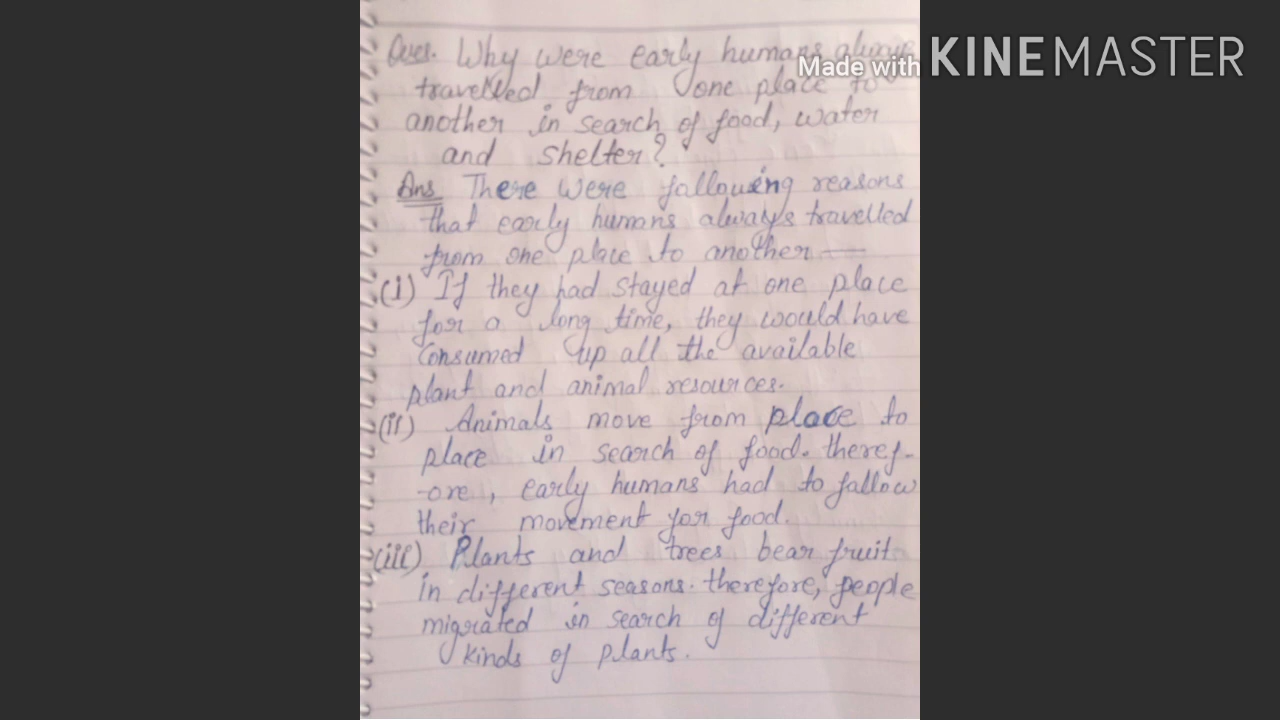 Ques. Why were early humans always
travelled from one place to
another in search of food, water
and shelter?
Ans There were fallowing reasons
that early humans always travelled
from one place to another —
(i) If they had stayed at one place
for a long time, they would have
Consumed up all the available
plant and animal resources.
(ii) Animals move from place to
place in search of food. theref-
-ore, early humans had to fallow
their movement for food.
(iii) Plants and trees bear fruit
in different seasons. therefore, people
migrated in search of different
kinds of plants.
Made with KINEMASTER